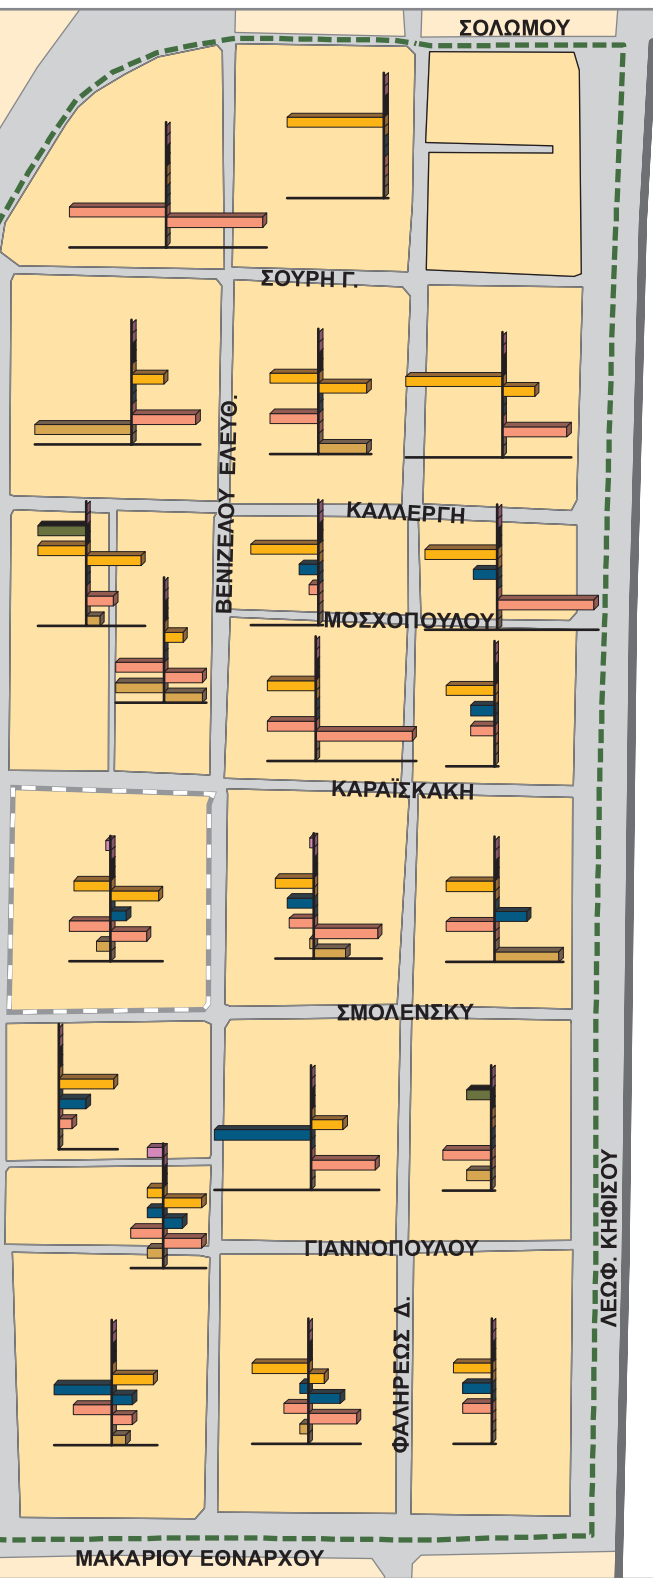 ΣΟΛΩΜΟΥ
ΣΟΥΡΗ Γ.
ΒΕΝΙΖΕΛΟΥ ΕΛΕΥΘ.
ΚΑΛΛΕΡΓΗ
ΜΟΣΧΟΠΟΥΛΟΥ
ΚΑΡΑΪΣΚΑΚΗ
ΣΜΟΛΕΝΣΚΥ
ΛΕΩΦ. ΚΗΦΙΣΟΥ
ΓΙΑΝΝΟΠΟΥΛΟΥ
ΦΑΛΗΡΕΩΣ Δ.
ΜΑΚΑΡΙΟΥ ΕΘΝΑΡΧΟΥ